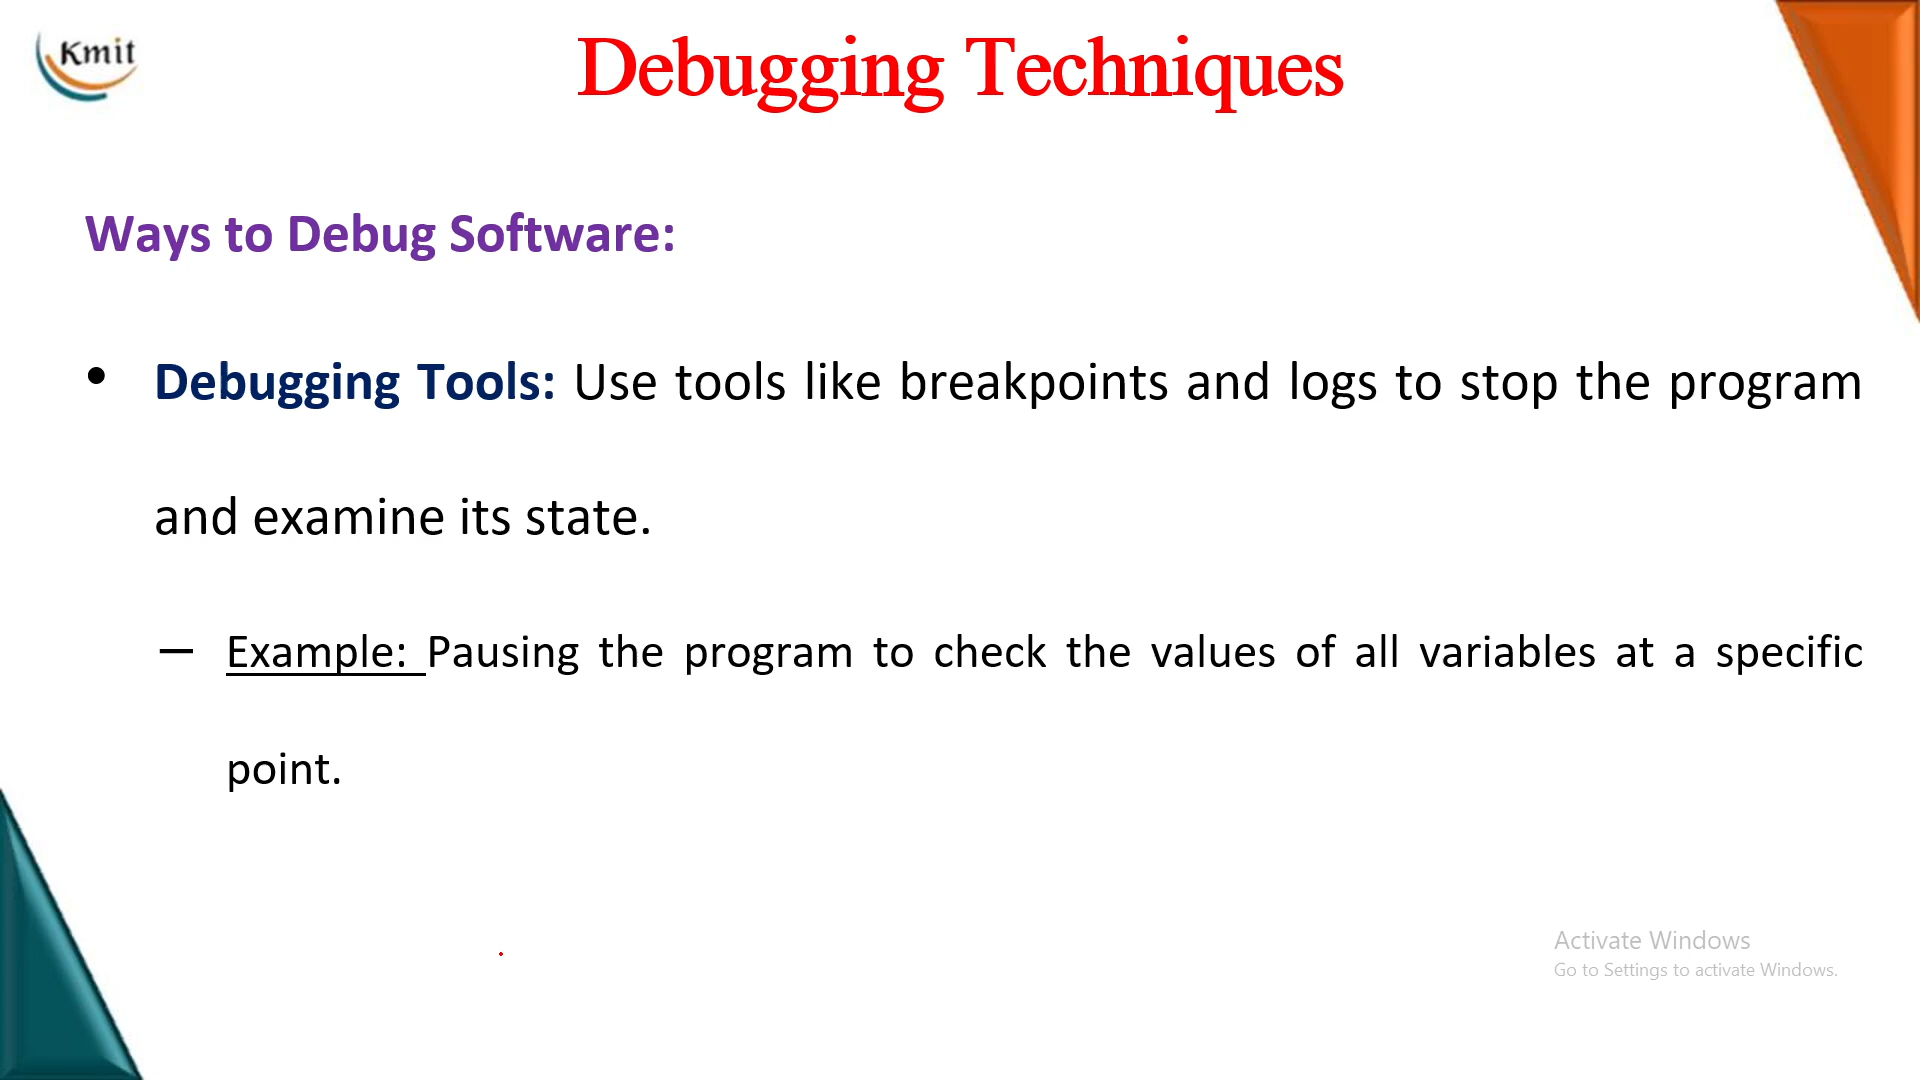 Kmit
Debugging Techniques
Ways to Debug Software:
• Debugging Tools: Use tools like breakpoints and logs to stop the program
and examine its state.
– Example: Pausing the program to check the values of all variables at a specific
point.
Activate Windows
Go to Settings to activate Windows.